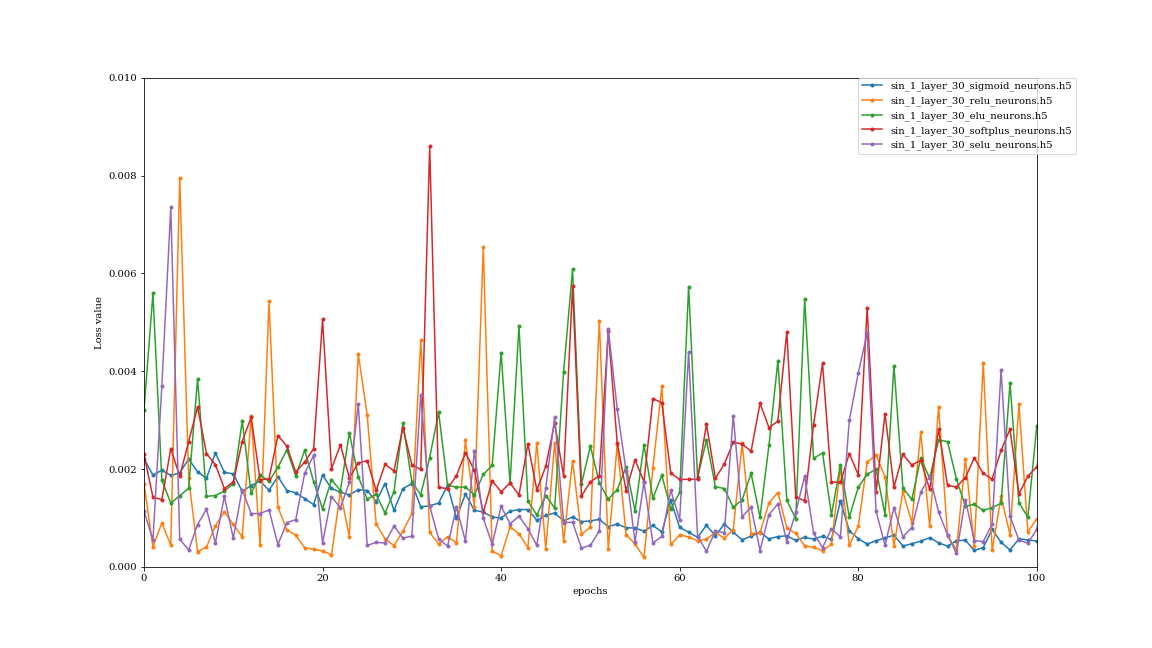 0.010
0.008
0.006
0.004
0.002
0.000
Loss value
0 20 40 60 80 100
epochs
sin_1_layer_30_sigmoid_neurons.h5
sin_1_layer_30_relu_neurons.h5
sin_1_layer_30_elu_neurons.h5
sin_1_layer_30_softplus_neurons.h5
sin_1_layer_30_selu_neurons.h5